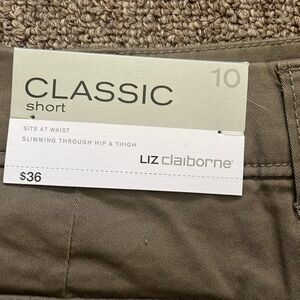 10
CLASSIC
short
SITS AT WAIST
SLIMMING THROUGH HIP & THIGH
LIZ claiborne
$36